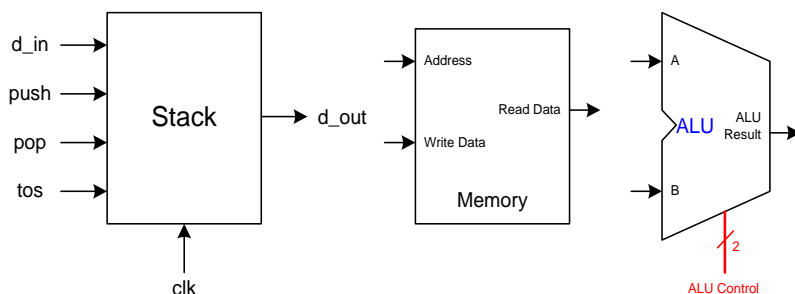 d_in
push
pop
tos
Stack
d_out
clk
Address
Write Data
Read Data
Memory
A
B
ALU
ALU
Result
2
ALU Control